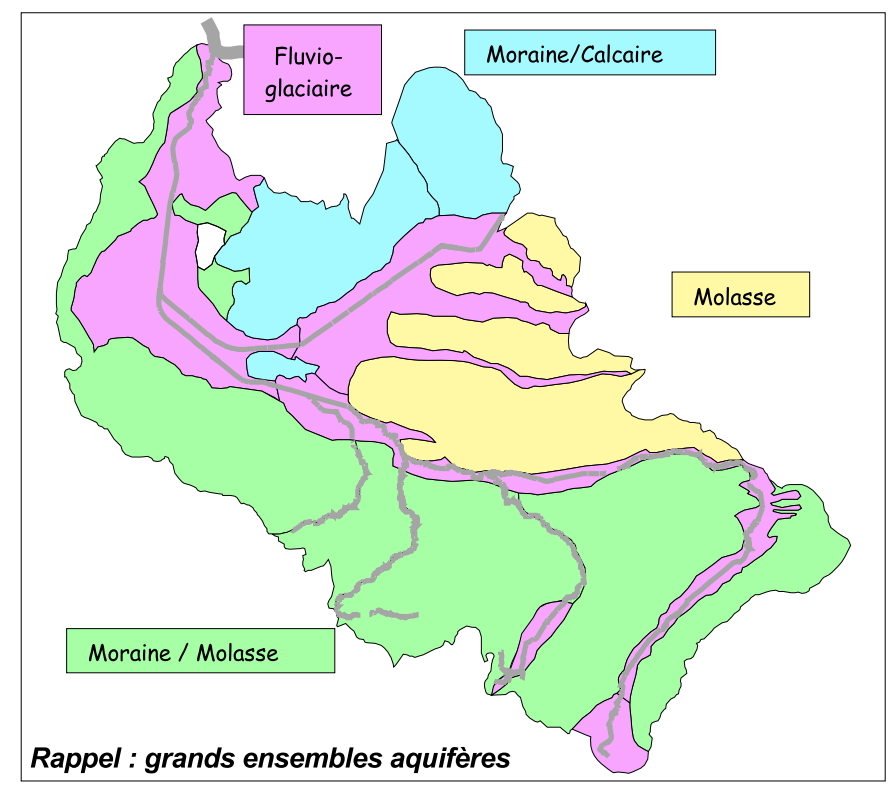 Fluvio-
glaciaire
Moraine/Calcaire
Molasse
Moraine / Molasse
Rappel : grands ensembles aquifères